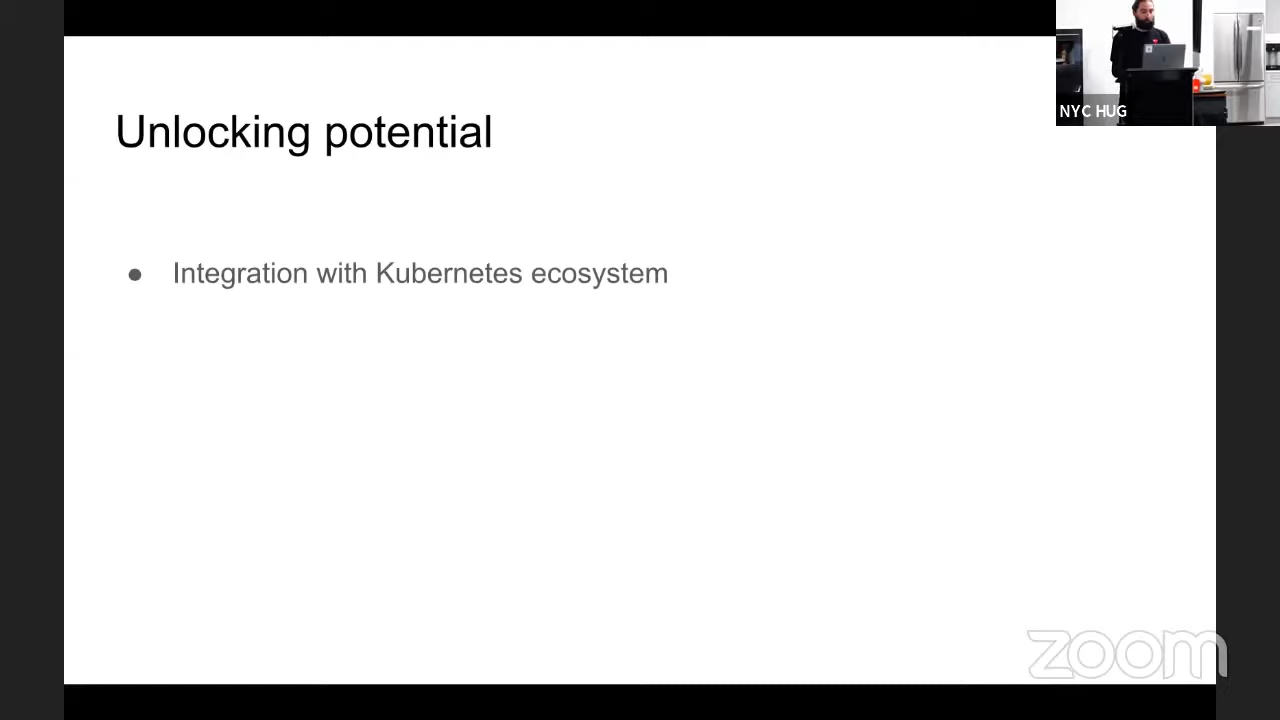 Unlocking potential
● Integration with Kubernetes ecosystem
NYC HUG
zoom